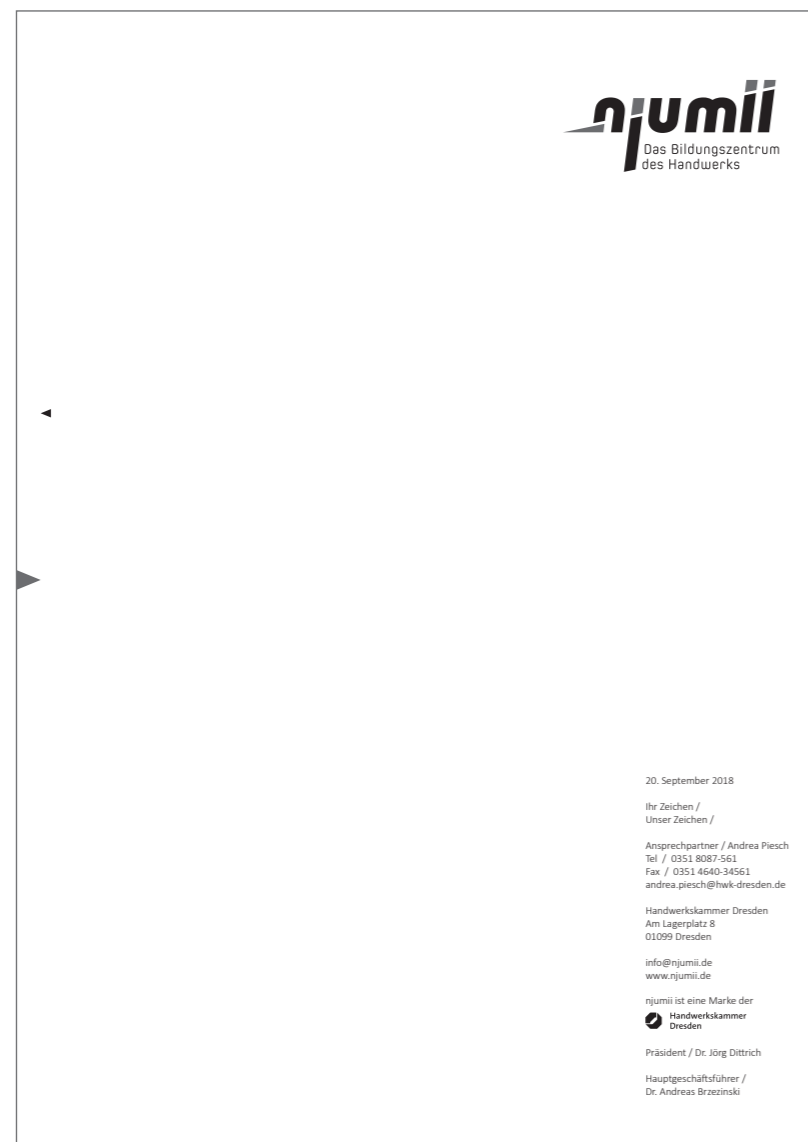 njumii
Das Bildungszentrum
des Handwerks
20. September 2018
Ihr Zeichen /
Unser Zeichen /
Ansprechpartner / Andrea Piesch
Tel / 0351 8087-561
Fax / 0351 4640-34561
andrea.piesch@hwk-dresden.de
Handwerkskammer Dresden
Am Lagerplatz 8
01099 Dresden
info@njumii.de
www.njumii.de
njumii ist eine Marke der
Handwerkskammer
Dresden
Präsident / Dr. Jörg Dittrich
Hauptgeschäftsführer /
Dr. Andreas Brzezinski